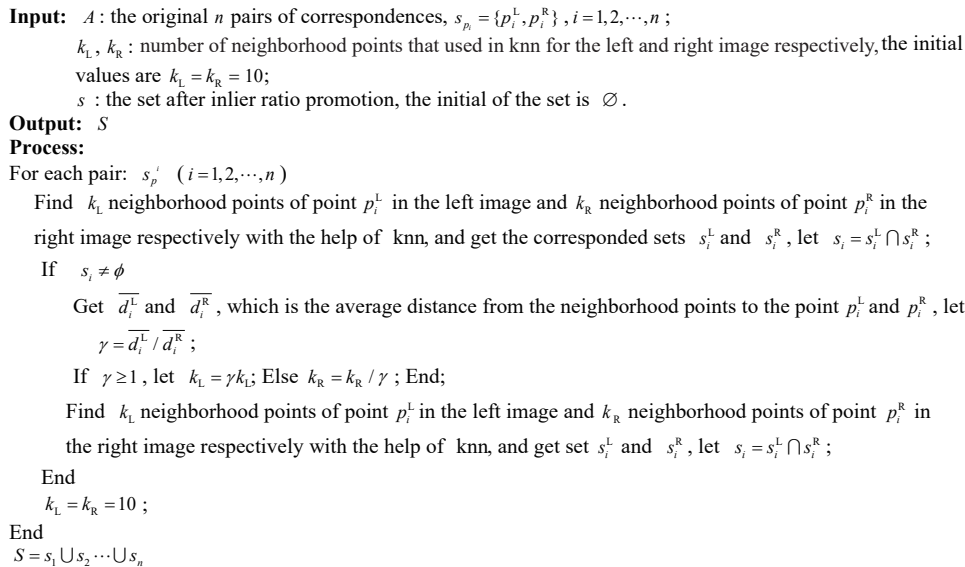 Input: A : the original n pairs of correspondences, s_{p_i} = {p_i^L, p_i^R} , i = 1,2,⋯,n ;
k_L , k_R : number of neighborhood points that used in knn for the left and right image respectively, the initial
values are k_L = k_R = 10;
s : the set after inlier ratio promotion, the initial of the set is ∅ .
Output: S
Process:
For each pair: s_p^i ( i = 1,2,⋯,n )
Find k_L neighborhood points of point p_i^L in the left image and k_R neighborhood points of point p_i^R in the
right image respectively with the help of knn, and get the corresponded sets s_i^L and s_i^R , let s_i = s_i^L ⋂ s_i^R ;
If s_i ≠ ϕ
Get \overline{d_i^L} and \overline{d_i^R} , which is the average distance from the neighborhood points to the point p_i^L and p_i^R , let
γ = \overline{d_i^L} / \overline{d_i^R} ;
If γ ≥ 1 , let k_L = γk_L; Else k_R = k_R / γ ; End;
Find k_L neighborhood points of point p_i^L in the left image and k_R neighborhood points of point p_i^R in
the right image respectively with the help of knn, and get set s_i^L and s_i^R , let s_i = s_i^L ⋂ s_i^R ;
End
k_L = k_R = 10 ;
End
S = s_1 ⋃ s_2 ⋯ ⋃ s_n